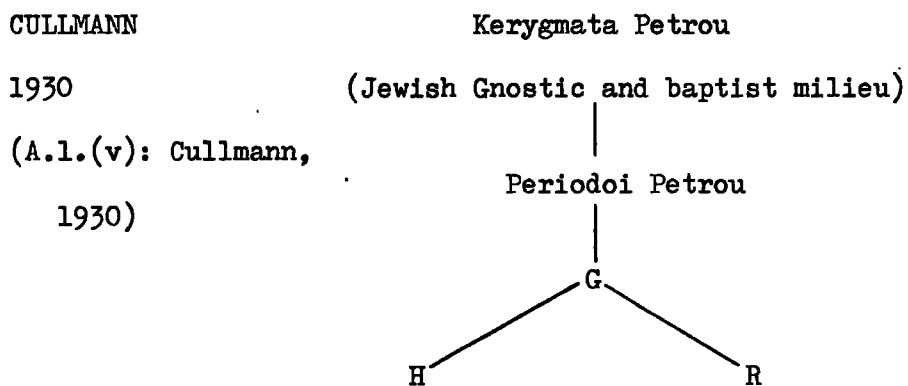 CULLMANN
Kerygmata Petrou
1930
(Jewish Gnostic and baptist milieu)
(A.1.(v): Cullmann,
Periodoi Petrou
1930)
G
H
R